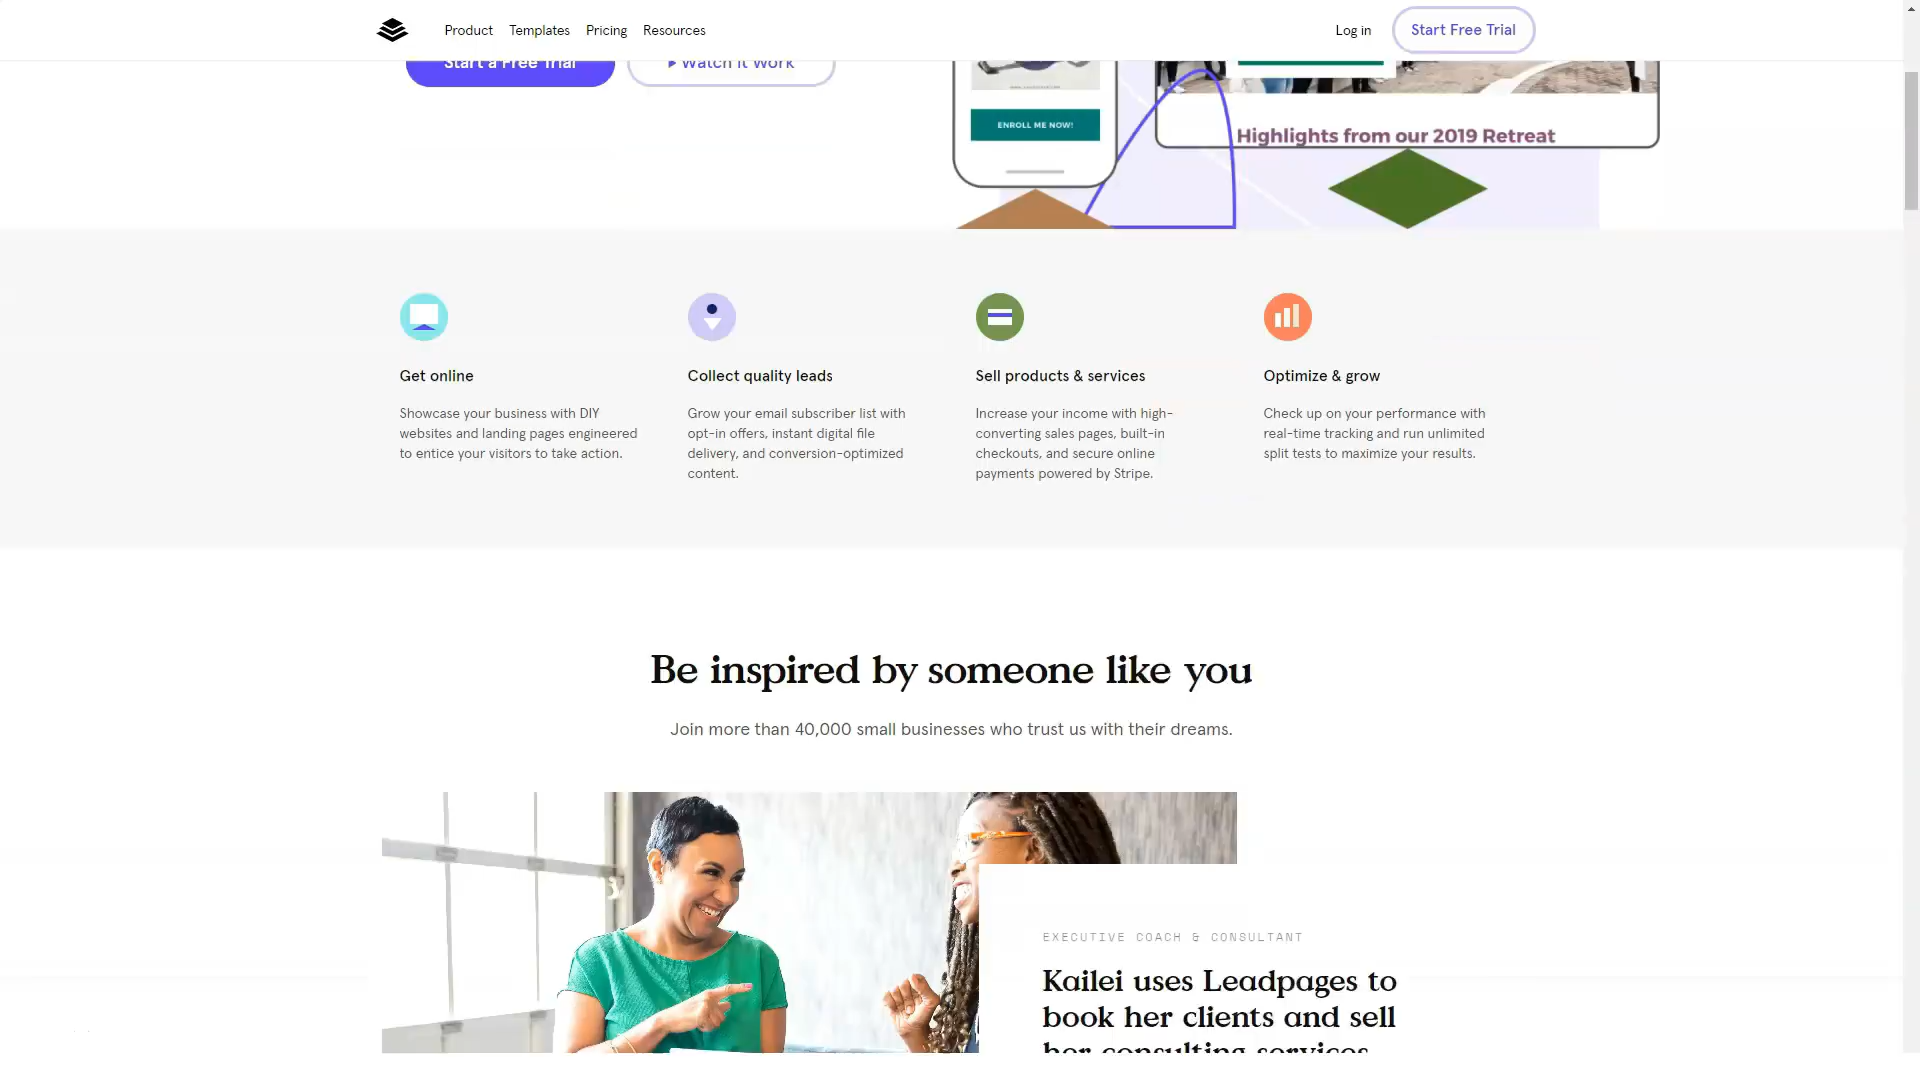 Product Templates Pricing Resources
Log in
Start Free Trial
Start a Free Trial
Watch it Work
ENROLL ME NOW!
Highlights from our 2019 Retreat
Get online
Showcase your business with DIY
websites and landing pages engineered
to entice your visitors to take action.
Collect quality leads
Grow your email subscriber list with
opt-in offers, instant digital file
delivery, and conversion-optimized
content.
Sell products & services
Increase your income with high-
converting sales pages, built-in
checkouts, and secure online
payments powered by Stripe.
Optimize & grow
Check up on your performance with
real-time tracking and run unlimited
split tests to maximize your results.
Be inspired by someone like you
Join more than 40,000 small businesses who trust us with their dreams.
EXECUTIVE COACH & CONSULTANT
Kailei uses Leadpages to
book her clients and sell
her consulting services